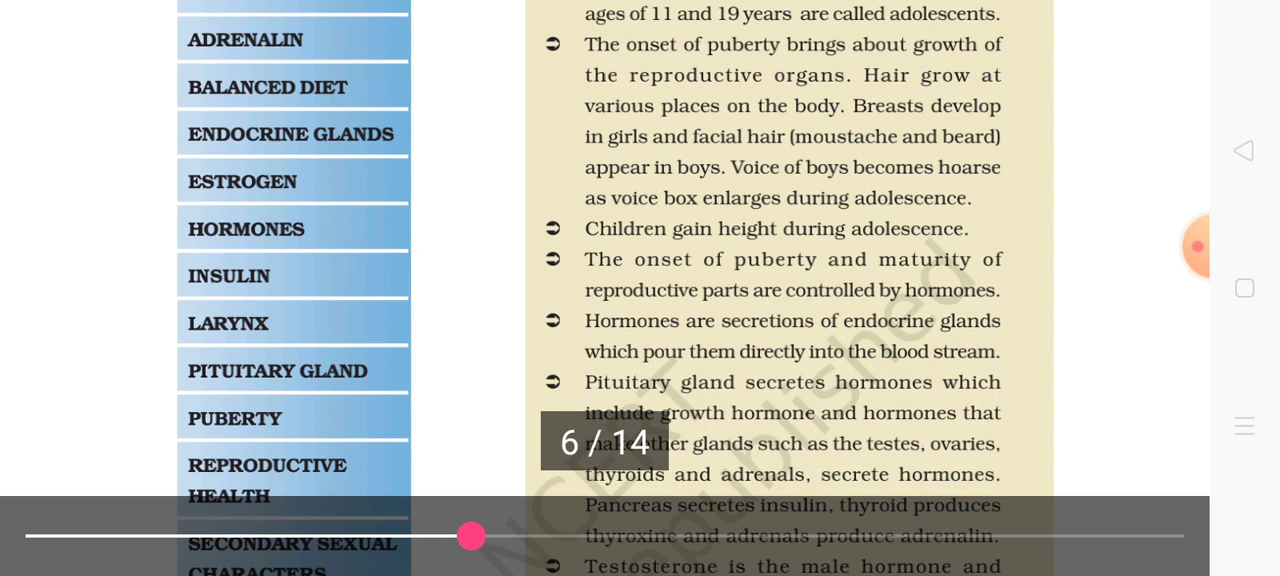 ADRENALIN
BALANCED DIET
ENDOCRINE GLANDS
ESTROGEN
HORMONES
INSULIN
LARYNX
PITUITARY GLAND
PUBERTY
REPRODUCTIVE
HEALTH
SECONDARY SEXUAL
CHARACTERS
ages of 11 and 19 years are called adolescents.
➲ The onset of puberty brings about growth of
the reproductive organs. Hair grow at
various places on the body. Breasts develop
in girls and facial hair (moustache and beard)
appear in boys. Voice of boys becomes hoarse
as voice box enlarges during adolescence.
➲ Children gain height during adolescence.
➲ The onset of puberty and maturity of
reproductive parts are controlled by hormones.
➲ Hormones are secretions of endocrine glands
which pour them directly into the blood stream.
➲ Pituitary gland secretes hormones which
include growth hormone and hormones that
make other glands such as the testes, ovaries,
thyroids and adrenals, secrete hormones.
Pancreas secretes insulin, thyroid produces
thyroxine and adrenals produce adrenalin.
➲ Testosterone is the male hormone and
6 / 14
NCERT
published